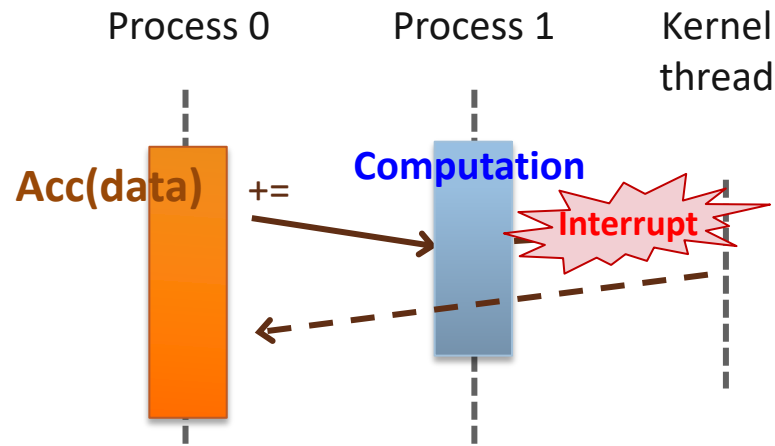 Process 0
Process 1
Kernel
thread
Acc(data)
+=
Computation
Interrupt